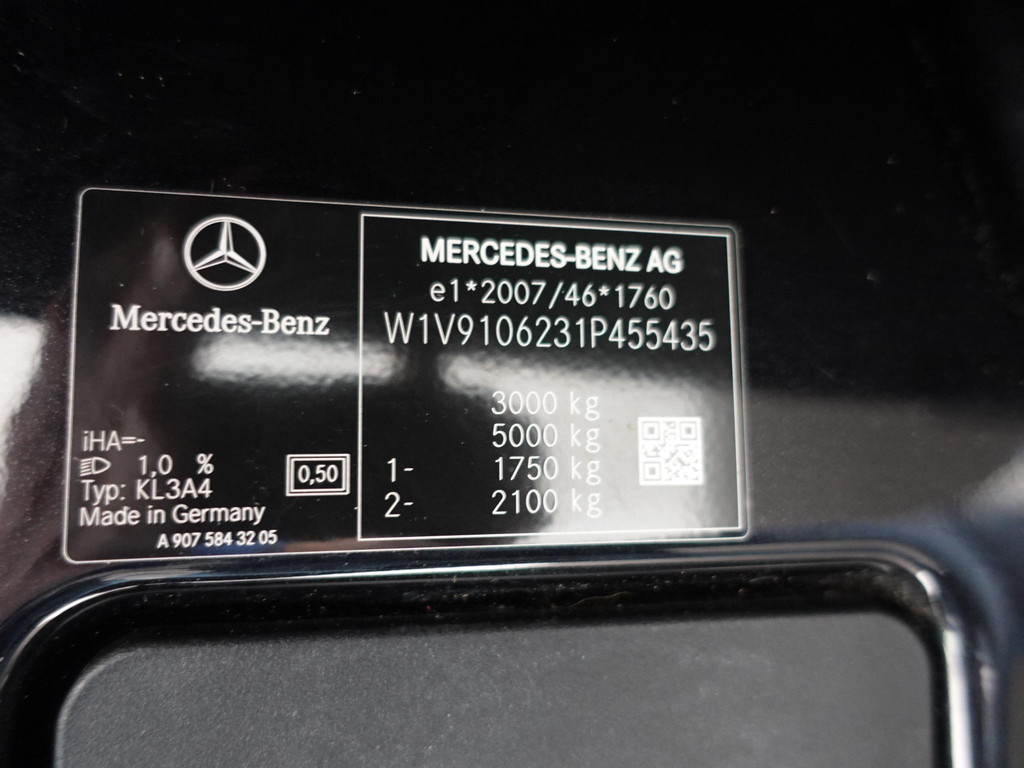 Mercedes-Benz
iHA=-
1,0 %
Typ: KL3A4
Made in Germany
A 907 584 32 05
0,50
MERCEDES-BENZ AG
e1*2007/46*1760
W1V9106231P455435
3000 kg
5000 kg
1- 1750 kg
2- 2100 kg